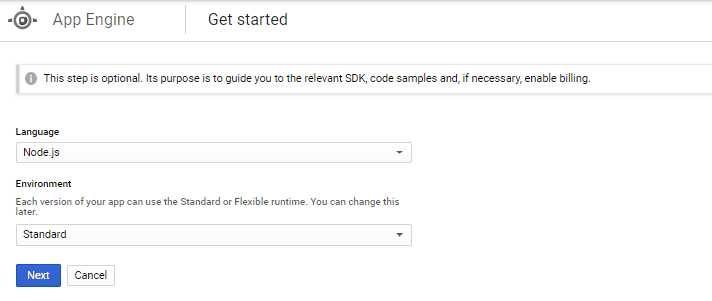 App Engine
Get started
This step is optional. Its purpose is to guide you to the relevant SDK, code samples and, if necessary, enable billing.
Language
Node.js
Environment
Each version of your app can use the Standard or Flexible runtime. You can change this
later.
Standard
Next
Cancel